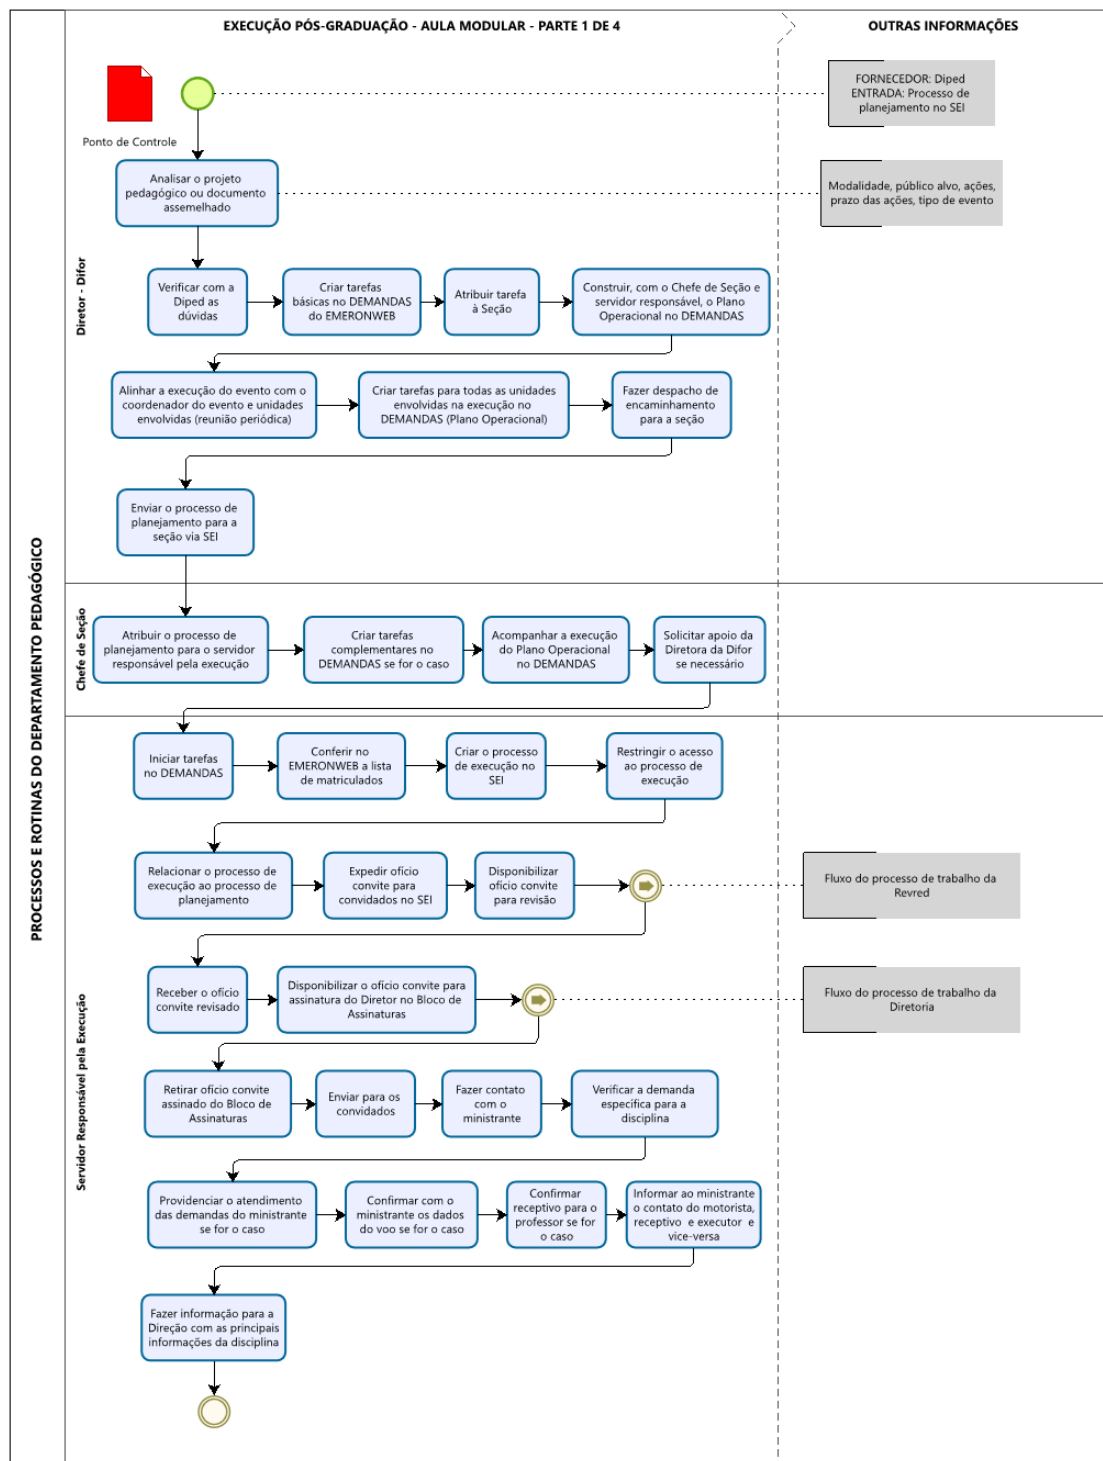 EXECUÇÃO PÓS-GRADUAÇÃO - AULA MODULAR - PARTE 1 DE 4
OUTRAS INFORMAÇÕES
PROCESSOS E ROTINAS DO DEPARTAMENTO PEDAGÓGICO
Diretor - Difor
Ponto de Controle
FORNECEDOR: Diped
ENTRADA: Processo de
planejamento no SEI
Analisar o projeto
pedagógico ou documento
assemelhado
Modalidade, público alvo, ações,
prazo das ações, tipo de evento
Verificar com a
Diped as
dúvidas
Criar tarefas
básicas no DEMANDAS
do EMERONWEB
Atribuir tarefa
à Seção
Construir, com o Chefe de Seção e
servidor responsável, o Plano
Operacional no DEMANDAS
Alinhar a execução do evento com o
coordenador do evento e unidades
envolvidas (reunião periódica)
Criar tarefas para todas as unidades
envolvidas na execução no
DEMANDAS (Plano Operacional)
Fazer despacho de
encaminhamento
para a seção
Enviar o processo de
planejamento para a
seção via SEI
Chefe de Seção
Atribuir o processo de
planejamento para o servidor
responsável pela execução
Criar tarefas
complementares no
DEMANDAS se for o caso
Acompanhar a execução
do Plano Operacional
no DEMANDAS
Solicitar apoio da
Diretora da Difor
se necessário
Servidor Responsável pela Execução
Iniciar tarefas
no DEMANDAS
Conferir no
EMERONWEB a lista
de matriculados
Criar o processo
de execução no
SEI
Restringir o acesso
ao processo de
execução
Relacionar o processo de
execução ao processo de
planejamento
Expedir ofício
convite para
convidados no SEI
Disponibilizar
ofício convite
para revisão
Fluxo do processo de trabalho da
Revred
Receber o ofício
convite revisado
Disponibilizar o ofício convite para
assinatura do Diretor no Bloco de
Assinaturas
Fluxo do processo de trabalho da
Diretoria
Retirar ofício convite
assinado do Bloco de
Assinaturas
Enviar para os
convidados
Fazer contato
com o
ministrante
Verificar a demanda
específica para a
disciplina
Providenciar o atendimento
das demandas do ministrante
se for o caso
Confirmar com o
ministrante os dados
do voo se for o caso
Confirmar
receptivo para o
professor se for
o caso
Informar ao ministrante
o contato do motorista,
receptivo e executor e
vice-versa
Fazer informação para a
Direção com as principais
informações da disciplina